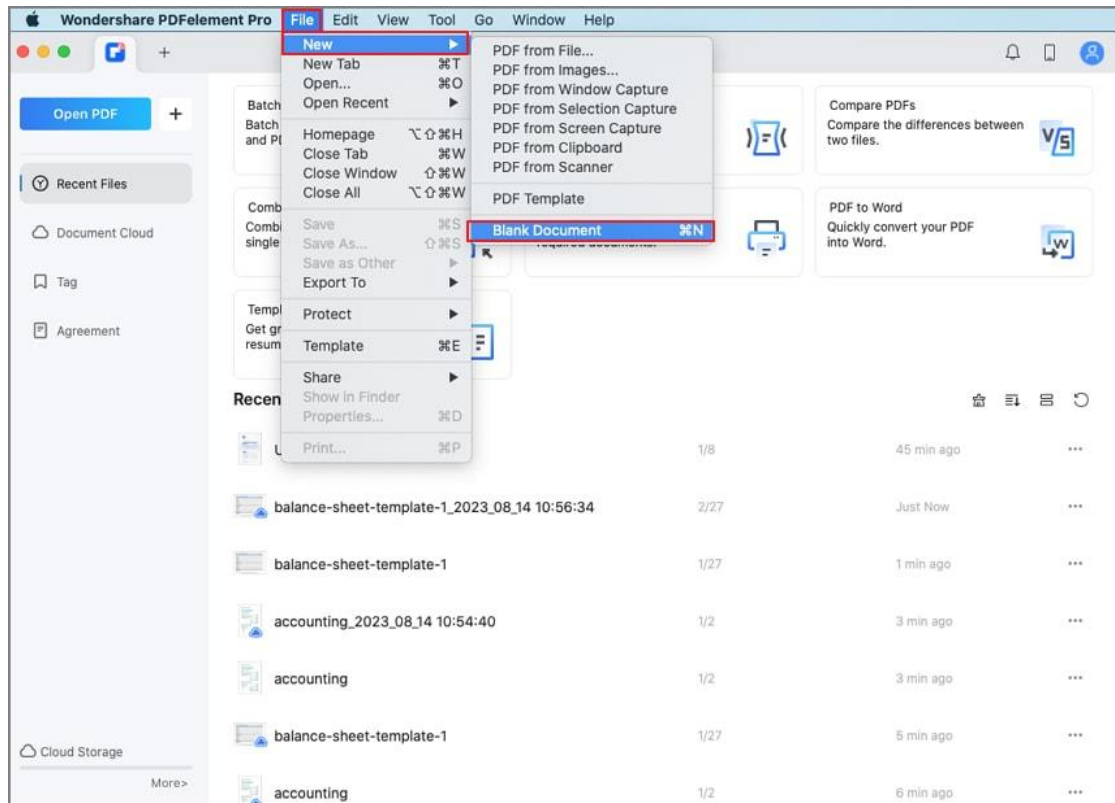 Wondershare PDFelement Pro File Edit View Tool Go Window Help
New
New Tab ⌘T
Open... ⌘O
Open Recent
Homepage ⌥⇧⌘H
Close Tab ⌘W
Close Window ⇧⌘W
Close All ⌥⇧⌘W
Save ⌘S
Save As... ⇧⌘S
Save as Other
Export To
Protect
Template ⌘E
Share
Show in Finder
Properties... ⌘D
Print... ⌘P
PDF from File...
PDF from Images...
PDF from Window Capture
PDF from Selection Capture
PDF from Screen Capture
PDF from Clipboard
PDF from Scanner
PDF Template
Blank Document ⌘N
Open PDF +
Recent Files
Document Cloud
Tag
Agreement
Cloud Storage
More>
Batch
Batch
and
Compare PDFs
Compare the differences between
two files.
single
PDF to Word
Quickly convert your PDF
into Word.
Get
1/8 45 min ago
balance-sheet-template-1_2023_08_14 10:56:34 2/27 Just Now
balance-sheet-template-1 1/27 1 min ago
accounting_2023_08_14 10:54:40 1/2 3 min ago
accounting 1/2 3 min ago
balance-sheet-template-1 1/27 5 min ago
accounting 1/2 6 min ago